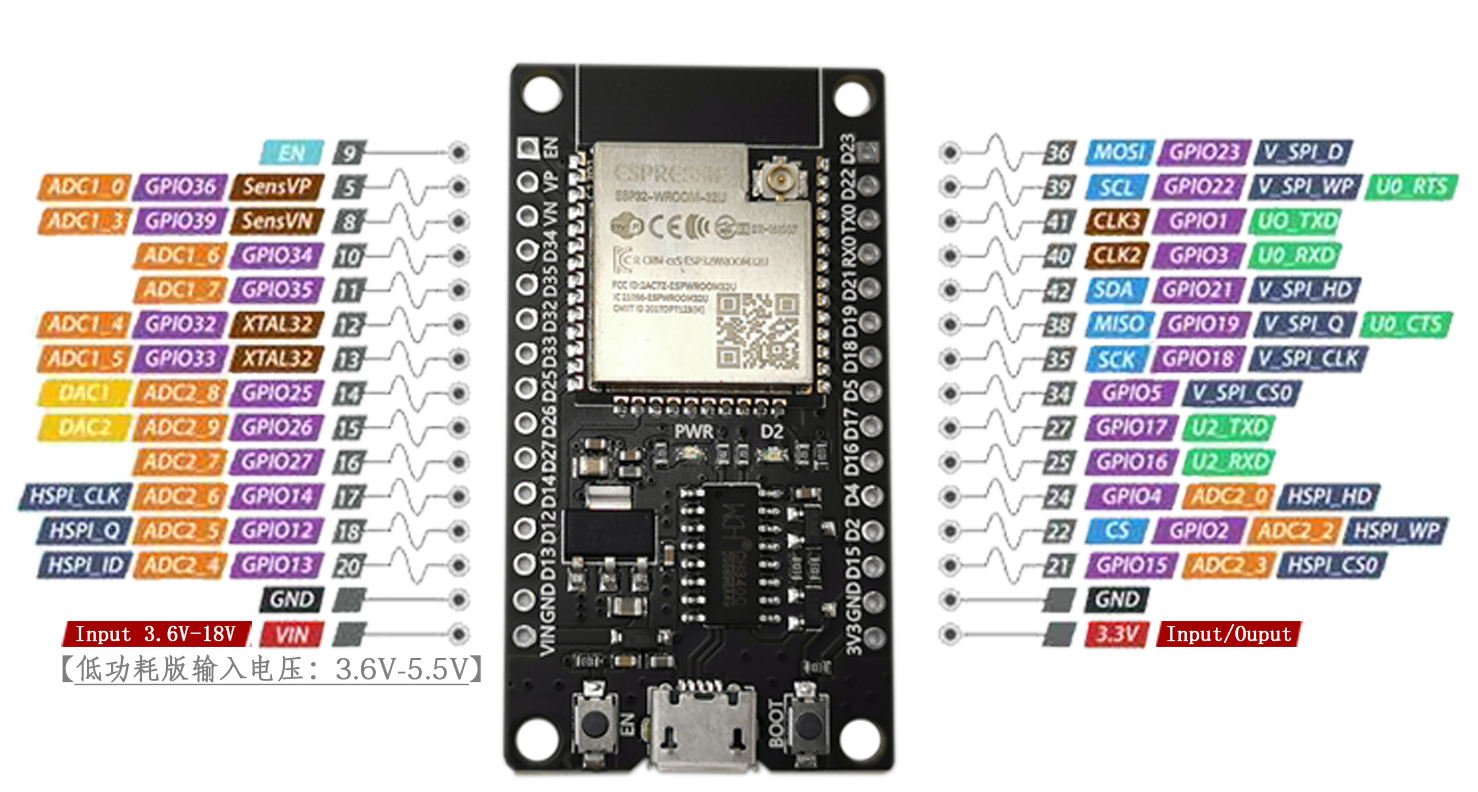 EN 9
ADC1_0 GPIO36 SensVP 5
ADC1_3 GPIO39 SensVN 8
ADC1_6 GPIO34 10
ADC1_7 GPIO35 11
ADC1_4 GPIO32 XTAL32 12
ADC1_5 GPIO33 XTAL32 13
DAC1 ADC2_8 GPIO25 14
DAC2 ADC2_9 GPIO26 15
ADC2_7 GPIO27 16
HSPI_CLK ADC2_6 GPIO14 17
HSPI_Q ADC2_5 GPIO12 18
HSPI_ID ADC2_4 GPIO13 20
GND
Input 3.6V-18V VIN
【低功耗版输入电压：3.6V-5.5V】
EN
VP
VN
D34
D35
D32
D33
D25
D26
D27
D14
D12
D13
GND
VIN
ESPRESSIF
ESP32-WROOM-32U
CE
FCC ID:2AC7Z-ESPWROOM32U
PWR D2
EN
BOOT
D23
D22
TX0
RX0
D21
D19
D18
D5
D17
D16
D4
D2
D15
GND
3V3
36 MOSI GPIO23 V_SPI_D
39 SCL GPIO22 V_SPI_WP U0_RTS
41 CLK3 GPIO1 UO_TXD
40 CLK2 GPIO3 U0_RXD
42 SDA GPIO21 V_SPI_HD
38 MISO GPIO19 V_SPI_Q U0_CTS
35 SCK GPIO18 V_SPI_CLK
34 GPIO5 V_SPI_CS0
27 GPIO17 U2_TXD
25 GPIO16 U2_RXD
24 GPIO4 ADC2_0 HSPI_HD
22 CS GPIO2 ADC2_2 HSPI_WP
21 GPIO15 ADC2_3 HSPI_CS0
GND
3.3V Input/Ouput